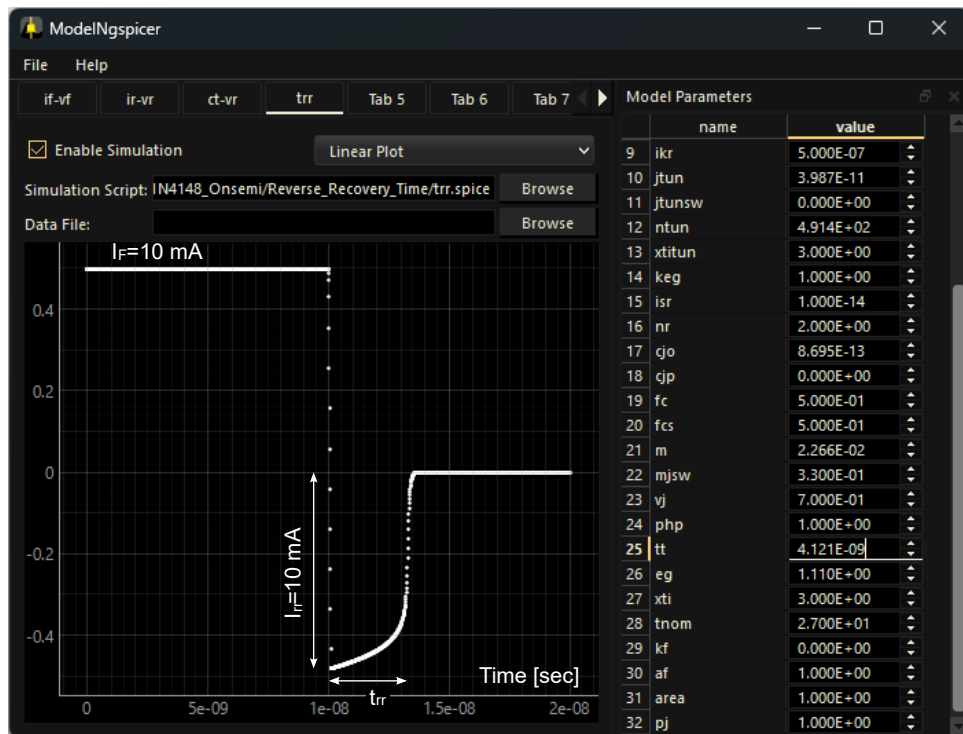 ModelNgspicer
File Help
if-vf ir-vr ct-vr trr Tab 5 Tab 6 Tab 7
Enable Simulation Linear Plot
Simulation Script: IN4148_Onsemi/Reverse_Recovery_Time/trr.spice Browse
Data File: Browse
IF=10 mA
0.4
0.2
0
-0.2
-0.4
Irr=10 mA
Time [sec]
trr
0 5e-09 1e-08 1.5e-08 2e-08
Model Parameters
name value
9 ikr 5.000E-07
10 jtun 3.987E-11
11 jtunsw 0.000E+00
12 ntun 4.914E+02
13 xtitun 3.000E+00
14 keg 1.000E+00
15 isr 1.000E-14
16 nr 2.000E+00
17 cjo 8.695E-13
18 cjp 0.000E+00
19 fc 5.000E-01
20 fcs 5.000E-01
21 m 2.266E-02
22 mjsw 3.300E-01
23 vj 7.000E-01
24 php 1.000E+00
25 tt 4.121E-09
26 eg 1.110E+00
27 xti 3.000E+00
28 tnom 2.700E+01
29 kf 0.000E+00
30 af 1.000E+00
31 area 1.000E+00
32 pj 1.000E+00